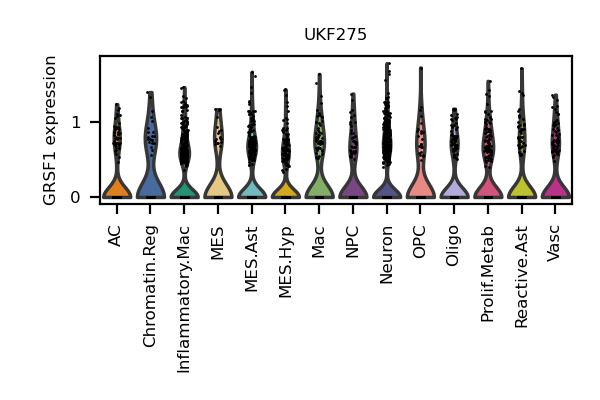 UKF275
GRSF1 expression
1
0
AC
Chromatin.Reg
Inflammatory.Mac
MES
MES.Ast
MES.Hyp
Mac
NPC
Neuron
OPC
Oligo
Prolif.Metab
Reactive.Ast
Vasc